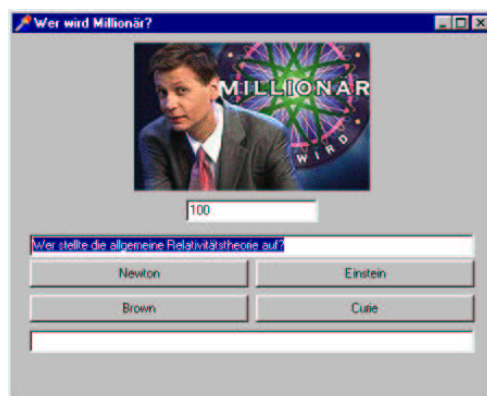 Wer wird Millionär?
MILLIONÄR
WIRD
100
Wer stellte die allgemeine Relativitätstheorie auf?
Newton Einstein
Brown Curie